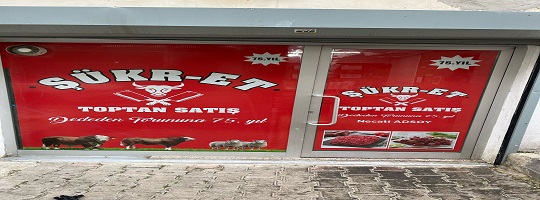 75.YIL
ŞÜKR-ET
TOPTAN SATIŞ
Dededen Torununa 75. yıl
75.YIL
ŞÜKR-ET
TOPTAN SATIŞ
Dededen Torununa 75. yıl
Necati ADSOY